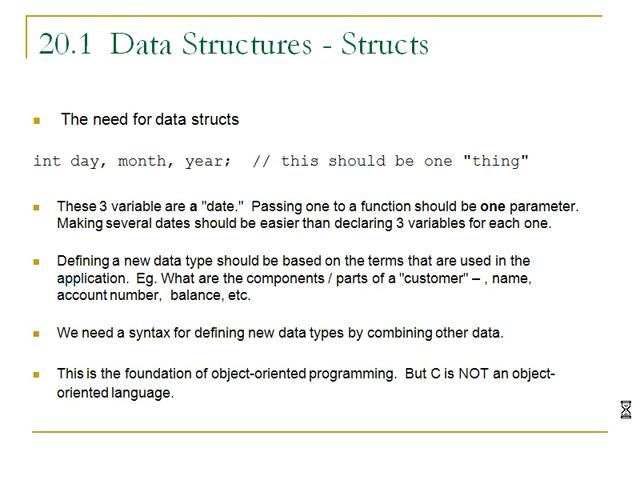 20.1 Data Structures - Structs
The need for data structs
int day, month, year; // this should be one "thing"
These 3 variable are a "date." Passing one to a function should be one parameter.
Making several dates should be easier than declaring 3 variables for each one.
Defining a new data type should be based on the terms that are used in the
application. Eg. What are the components / parts of a "customer" – , name,
account number, balance, etc.
We need a syntax for defining new data types by combining other data.
This is the foundation of object-oriented programming. But C is NOT an object-
oriented language.